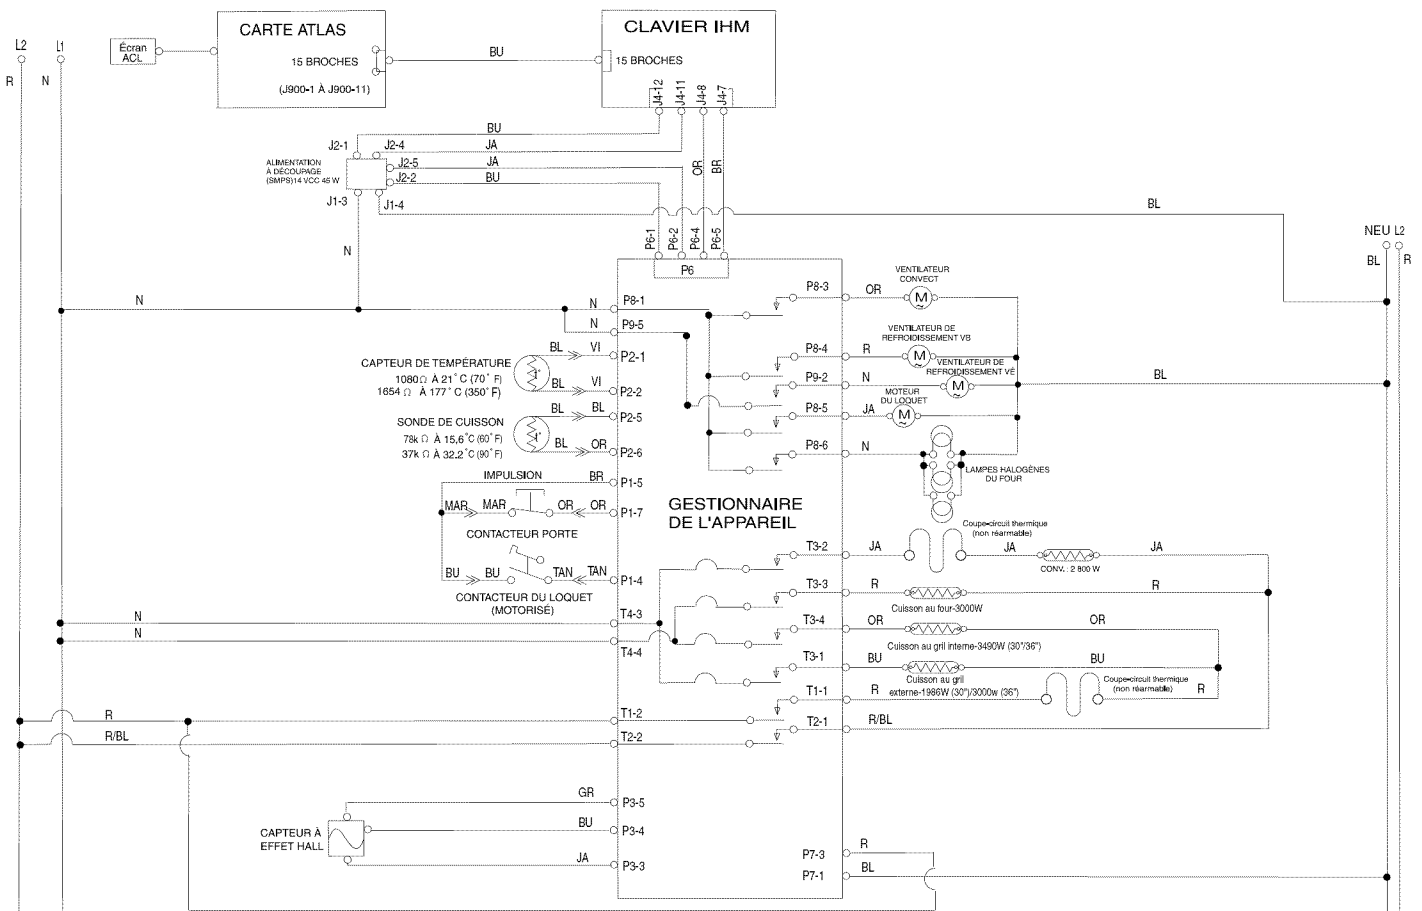 CARTE ATLAS
CLAVIER IHM
L2
L1
Écran
ACL
15 BROCHES
(J900-1 À J900-11)
BU
15 BROCHES
R
N
J4-12
J4-11
J4-8
J4-7
BU
J2-1
J2-4
JA
ALIMENTATION
À DÉCOUPAGE
(SMPS)14 VCC 45 W
J2-5
JA
J2-2
BU
OR
BR
J1-3
J1-4
BL
N
P6-1
P6-2
P6-4
P6-5
NEU
L2
BL
R
P6
VENTILATEUR
CONVECT
N
N
P8-1
P8-3
OR
M
N
P9-5
VENTILATEUR DE
REFROIDISSEMENT VB
CAPTEUR DE TEMPÉRATURE
1080Ω À 21°C (70°F)
1654 Ω À 177°C (350°F)
BL
VI
P2-1
P8-4
R
M
VENTILATEUR DE
REFROIDISSEMENT VÉ
BL
VI
P2-2
P9-2
N
M
BL
MOTEUR
DU LOQUET
SONDE DE CUISSON
78k Ω À 15,6°C (60°F)
37k Ω À 32.2°C (90°F)
BL
BL
P2-5
P8-5
JA
M
BL
OR
P2-6
P8-6
N
LAMPES HALOGÈNES
DU FOUR
IMPULSION
BR
P1-5
MAR
MAR
OR
OR
P1-7
GESTIONNAIRE
DE L'APPAREIL
CONTACTEUR PORTE
Coupe-circuit thermique
(non réarmable)
T3-2
JA
JA
JA
CONV.: 2 800 W
BU
BU
TAN
TAN
P1-4
T3-3
R
R
CONTACTEUR DU LOQUET
(MOTORISÉ)
Cuisson au four-3000W
N
T4-3
T3-4
OR
OR
N
T4-4
Cuisson au gril interne-3490W (30"/36")
T3-1
BU
BU
Cuisson au gril
externe-1986W (30")/3000w (36")
Coupe-circuit thermique
(non réarmable)
T1-1
R
R
R
T1-2
T2-1
R/BL
R/BL
T2-2
GR
P3-5
CAPTEUR À
EFFET HALL
BU
P3-4
JA
P3-3
P7-3
R
P7-1
BL